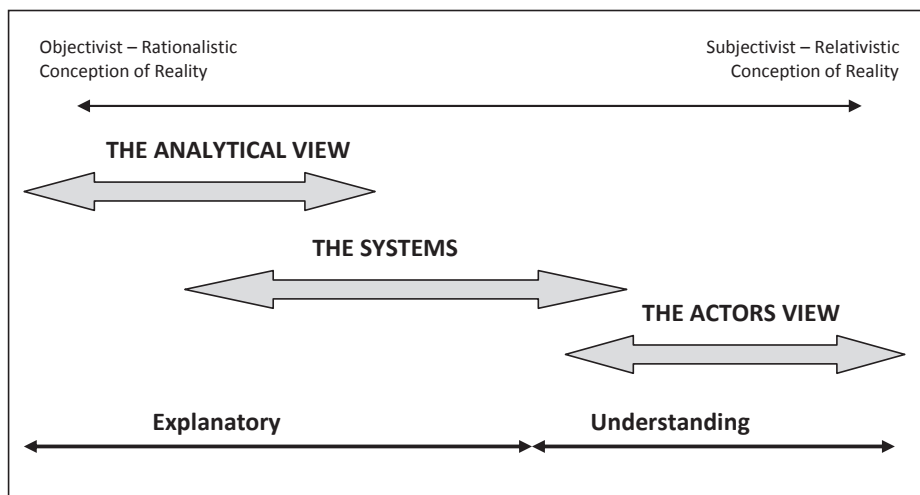 Objectivist – Rationalistic
Conception of Reality
Subjectivist – Relativistic
Conception of Reality
THE ANALYTICAL VIEW
THE SYSTEMS
THE ACTORS VIEW
Explanatory
Understanding